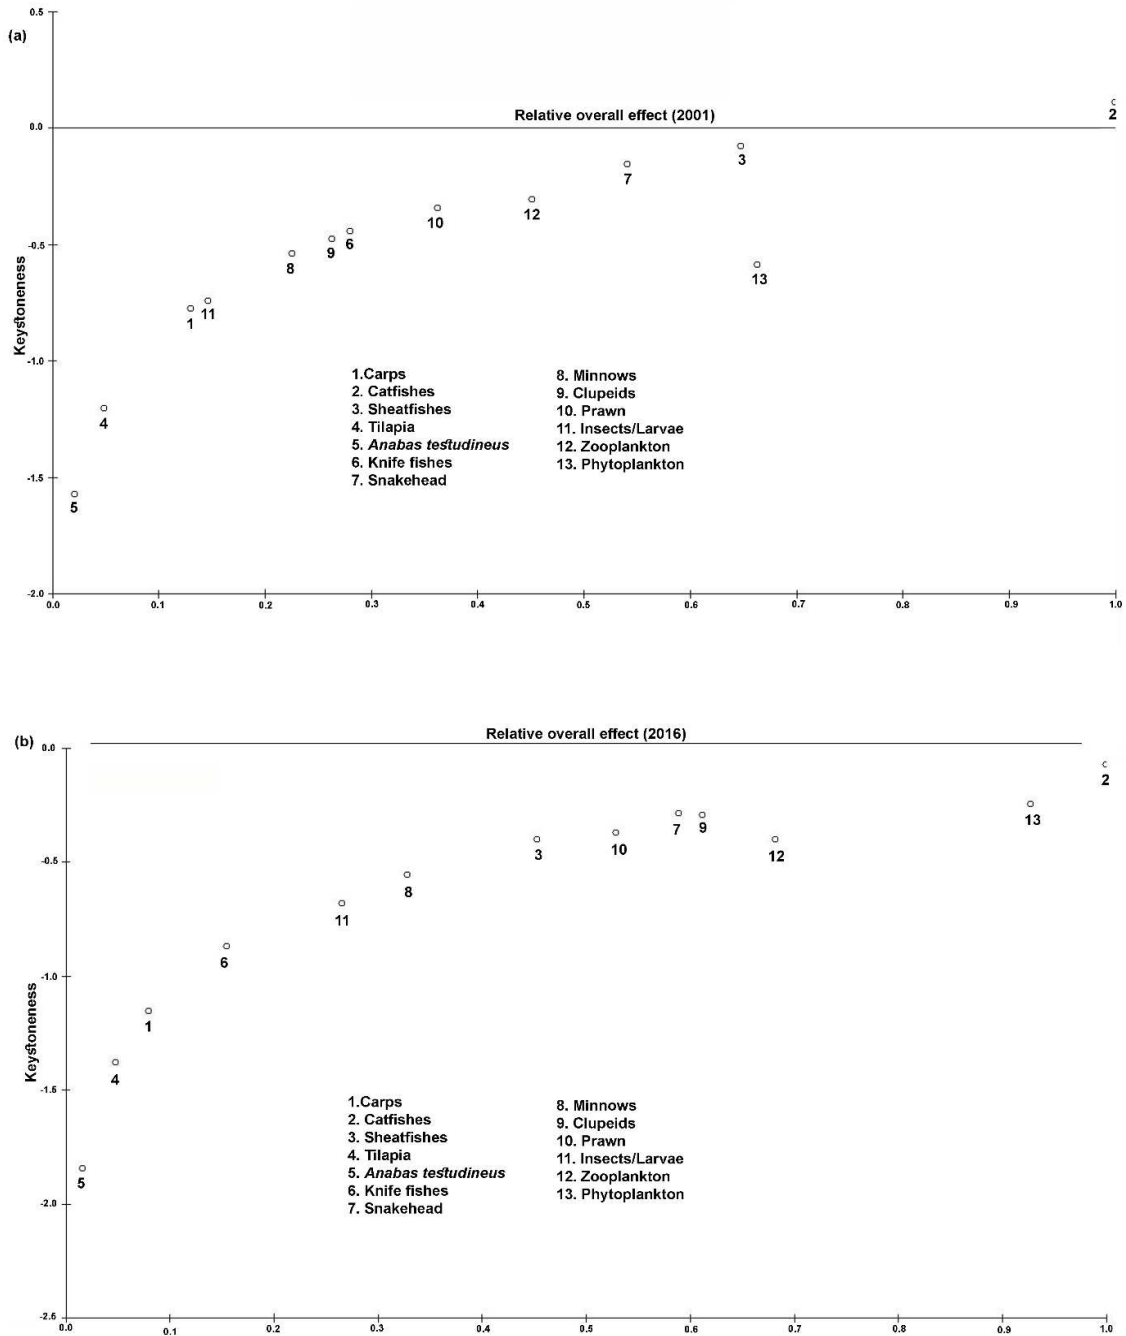 (a)
0.5
Relative overall effect (2001)
2
0.0
3
7
12
10
-0.5
6
9
8
13
11
1
Keystoneness
-1.0
4
1.Carps
2. Catfishes
3. Sheatfishes
4. Tilapia
5. Anabas testudineus
6. Knife fishes
7. Snakehead
8. Minnows
9. Clupeids
10. Prawn
11. Insects/Larvae
12. Zooplankton
13. Phytoplankton
-1.5
5
-2.0
0.0 0.1 0.2 0.3 0.4 0.5 0.6 0.7 0.8 0.9 1.0
(b)
Relative overall effect (2016)
0.0
2
13
7 9
10
3
12
-0.5
8
11
6
-1.0
Keystoneness
1
4
-1.5
1.Carps
2. Catfishes
3. Sheatfishes
4. Tilapia
5. Anabas testudineus
6. Knife fishes
7. Snakehead
8. Minnows
9. Clupeids
10. Prawn
11. Insects/Larvae
12. Zooplankton
13. Phytoplankton
5
-2.0
-2.5
0.0 0.1 0.2 0.3 0.4 0.5 0.6 0.7 0.8 0.9 1.0